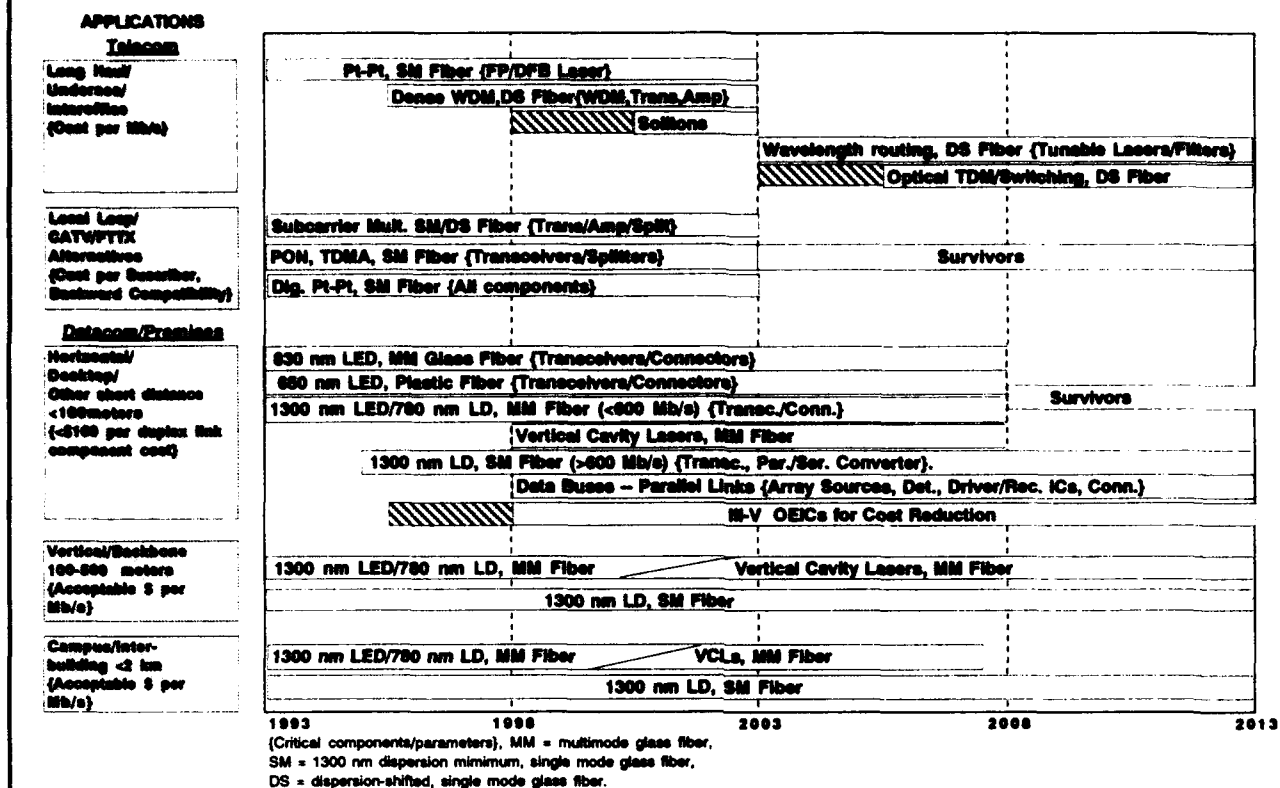 APPLICATIONS
Telecom
Long Haul/
Undersea/
Interoffice
{Cost per Mb/s}
Pt-Pt, SM Fiber {FP/DFB Laser}
Dense WDM,DS Fiber{WDM,Trans,Amp}
Solitons
Wavelength routing, DS Fiber {Tunable Lasers/Filters}
Optical TDM/Switching, DS Fiber
Local Loop/
CATV/FTTX
Alternatives
{Cost per Suscriber,
Backward Compatibility}
Subcarrier Mult. SM/DS Fiber {Trans/Amp/Split}
PON, TDMA, SM Fiber {Transceivers/Splitters}
Survivors
Dig. Pt-Pt, SM Fiber {All components}
Datacom/Premises
Horizontal/
Desktop/
Other short distance
<100meters
{<$100 per duplex link
component cost}
830 nm LED, MM Glass Fiber {Transceivers/Connectors}
660 nm LED, Plastic Fiber {Transceivers/Connectors}
1300 nm LED/780 nm LD, MM Fiber (<600 Mb/s) {Transc./Conn.}
Survivors
Vertical Cavity Lasers, MM Fiber
1300 nm LD, SM Fiber (>600 Mb/s) {Transc., Par./Ser. Converter}.
Data Buses -- Parallel Links {Array Sources, Det., Driver/Rec. ICs, Conn.}
III-V OEICs for Cost Reduction
Vertical/Backbone
100-500 meters
{Acceptable $ per
Mb/s}
1300 nm LED/780 nm LD, MM Fiber
Vertical Cavity Lasers, MM Fiber
1300 nm LD, SM Fiber
Campus/Inter-
building <2 km
{Acceptable $ per
Mb/s}
1300 nm LED/780 nm LD, MM Fiber
VCLs, MM Fiber
1300 nm LD, SM Fiber
1993 1998 2003 2008 2013
{Critical components/parameters}, MM = multimode glass fiber,
SM = 1300 nm dispersion mimimum, single mode glass fiber,
DS = dispersion-shifted, single mode glass fiber.